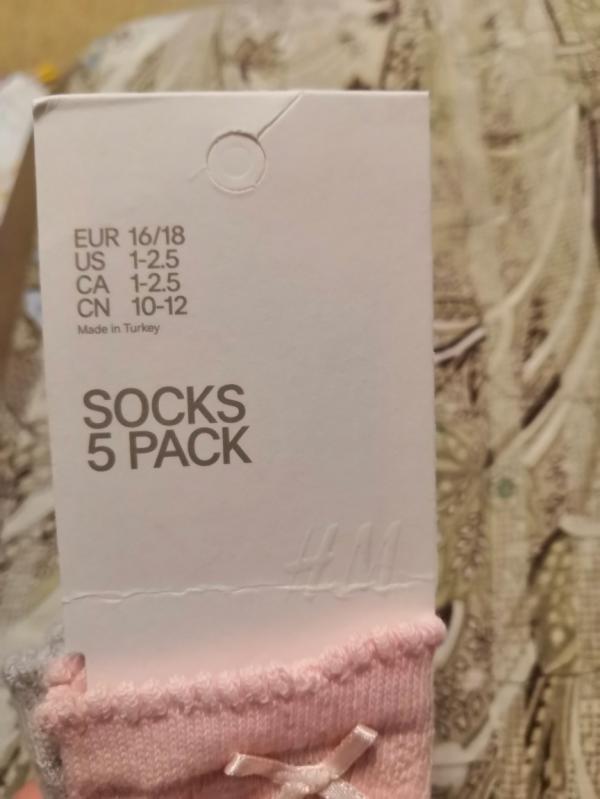 EUR 16/18
US 1-2.5
CA 1-2.5
CN 10-12
Made in Turkey
SOCKS
5 PACK
H&M